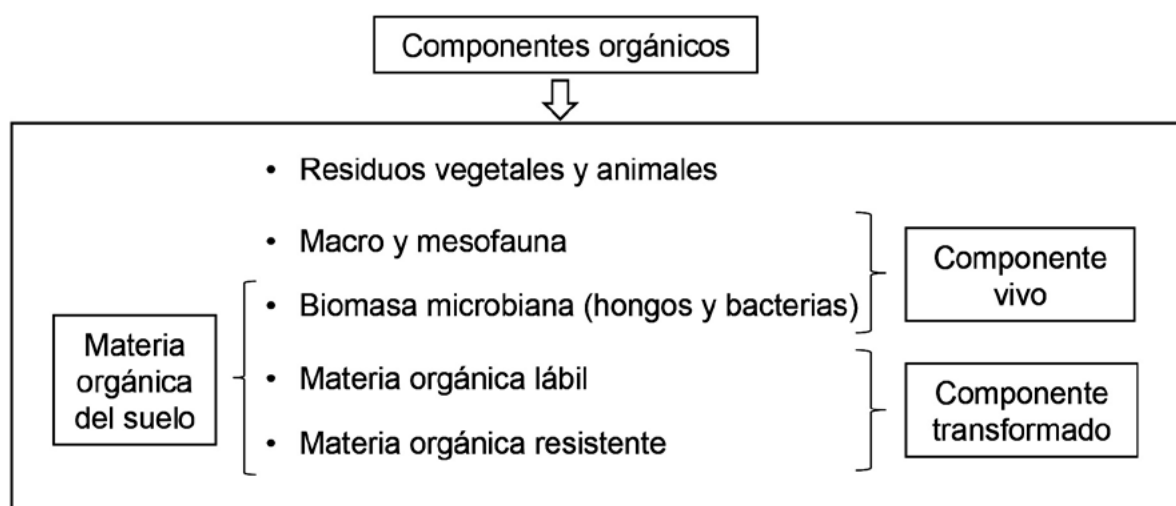 Componentes orgánicos
• Residuos vegetales y animales
• Macro y mesofauna
• Biomasa microbiana (hongos y bacterias)
• Materia orgánica lábil
• Materia orgánica resistente
Materia
orgánica
del suelo
Componente
vivo
Componente
transformado